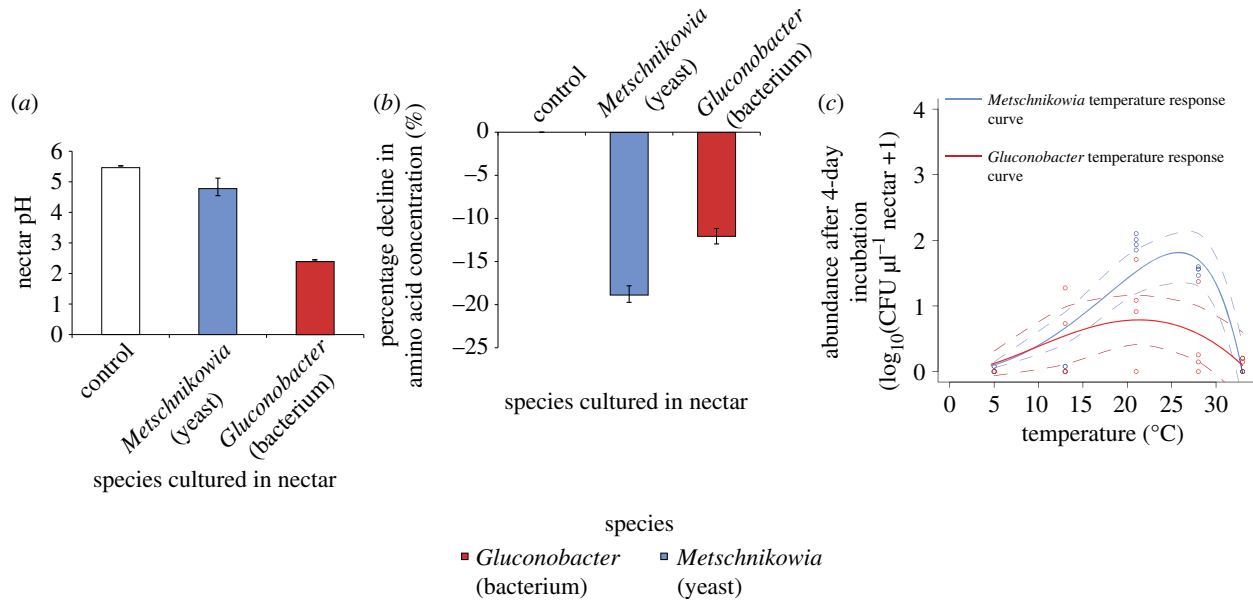 (a)
nectar pH
6
5
4
3
2
1
0
control
Metschnikowia
(yeast)
Gluconobacter
(bacterium)
species cultured in nectar
(b)
percentage decline in
amino acid concentration (%)
control
Metschnikowia
(yeast)
Gluconobacter
(bacterium)
0
–5
–10
–15
–20
–25
species cultured in nectar
(c)
abundance after 4-day
incubation
(log10(CFU µl⁻¹ nectar +1)
4
3
2
1
0
Metschnikowia temperature response
curve
Gluconobacter temperature response
curve
0 5 10 15 20 25 30
temperature (°C)
species
Gluconobacter
(bacterium)
Metschnikowia
(yeast)